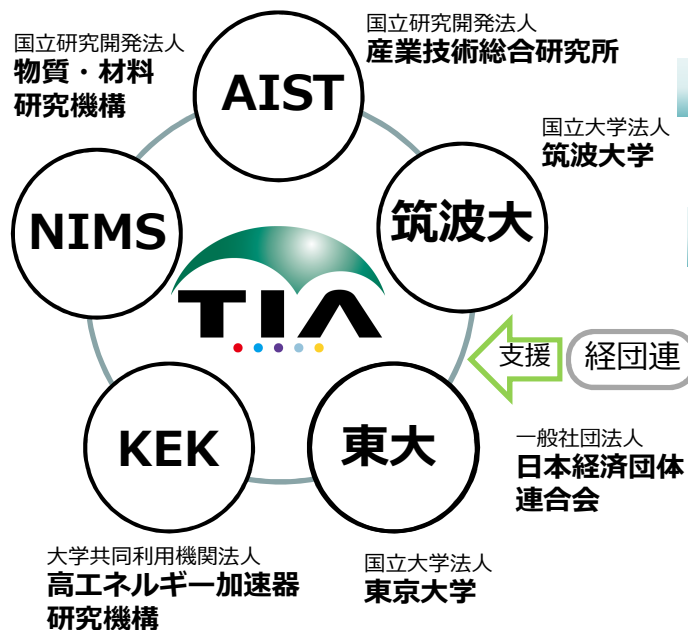 国立研究開発法人
物質・材料
研究機構
国立研究開発法人
産業技術総合研究所
AIST
国立大学法人
筑波大学
NIMS
筑波大
TIA
支援
経団連
KEK
東大
一般社団法人
日本経済団体
連合会
大学共同利用機関法人
高エネルギー加速器
研究機構
国立大学法人
東京大学